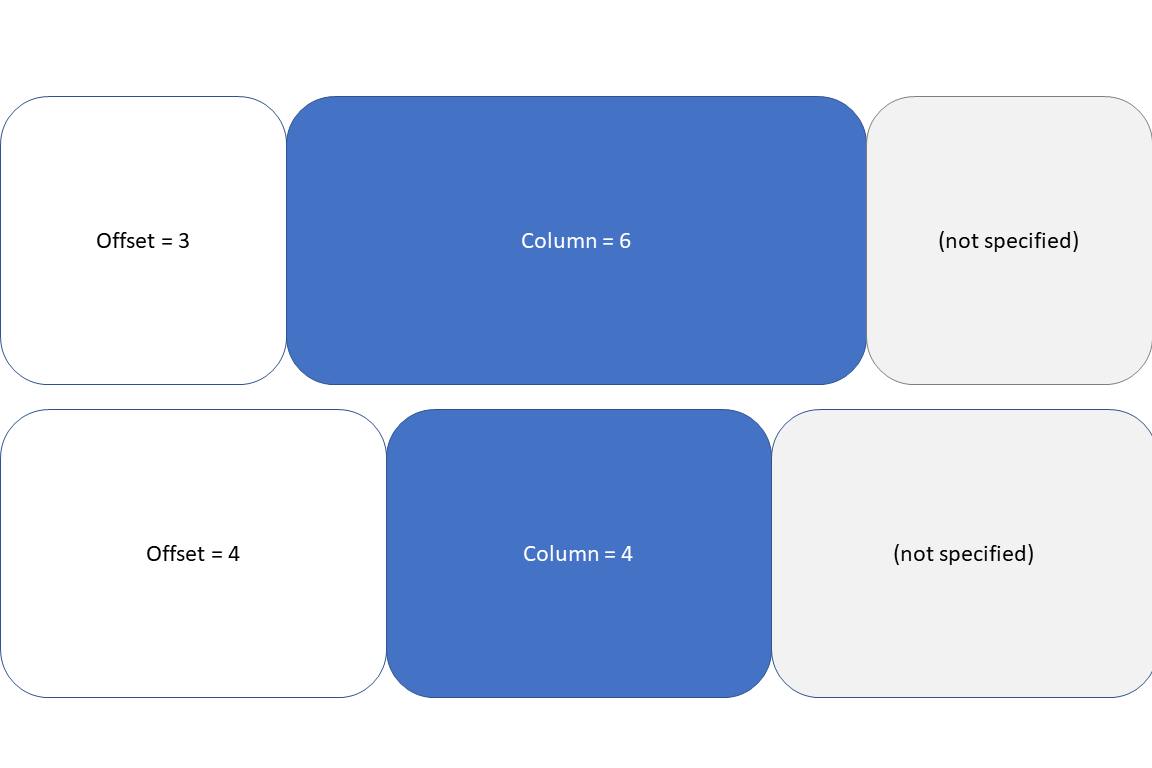 Offset = 3
Column = 6
(not specified)
Offset = 4
Column = 4
(not specified)